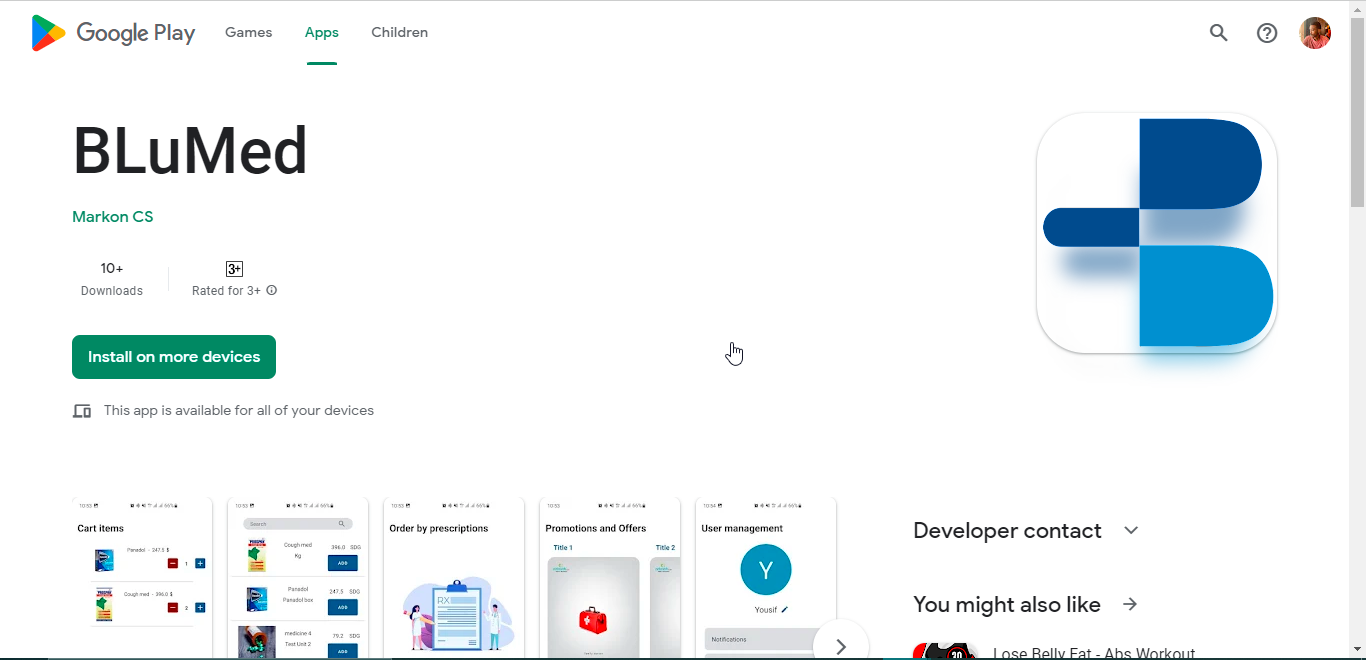 Google Play Games Apps Children
BLuMed
Markon CS
10+
Downloads
3+
Rated for 3+
Install on more devices
This app is available for all of your devices
Cart items
Panadol - 247.5 $
1
Cough med - 396.0 $
2
Search
Cough med
Kg
396.0 SDG
ADD
Panadol
Panadol box
247.5 SDG
ADD
medicine 4
Test Unit 2
79.2 SDG
ADD
Order by prescriptions
RX
Promotions and Offers
Title 1 Title 2
User management
Y
Yousif
Notifications
Developer contact
You might also like
30
Lose Belly Fat - Abs Workout